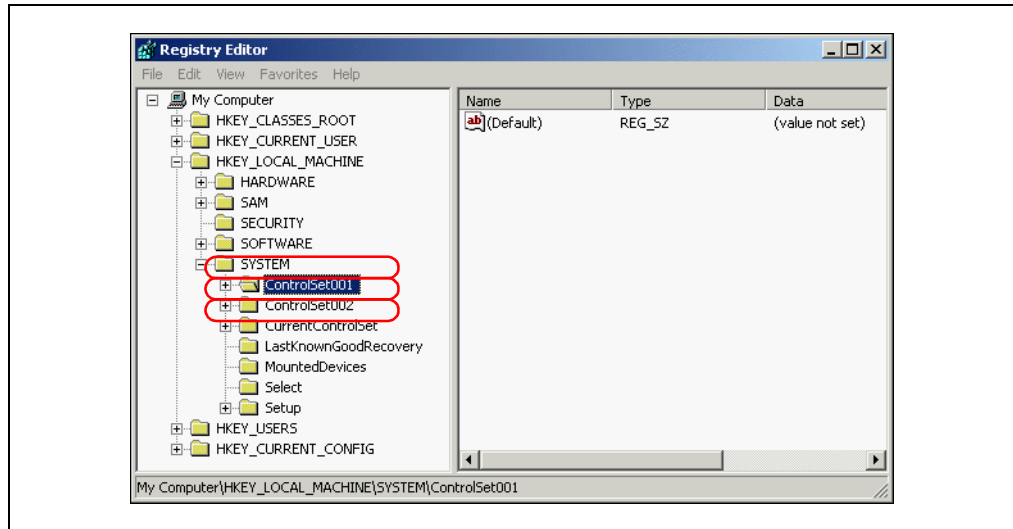 Registry Editor
File Edit View Favorites Help
My Computer
HKEY_CLASSES_ROOT
HKEY_CURRENT_USER
HKEY_LOCAL_MACHINE
HARDWARE
SAM
SECURITY
SOFTWARE
SYSTEM
ControlSet001
ControlSet002
CurrentControlSet
LastKnownGoodRecovery
MountedDevices
Select
Setup
HKEY_USERS
HKEY_CURRENT_CONFIG
Name Type Data
ab (Default) REG_SZ (value not set)
My Computer\HKEY_LOCAL_MACHINE\SYSTEM\ControlSet001